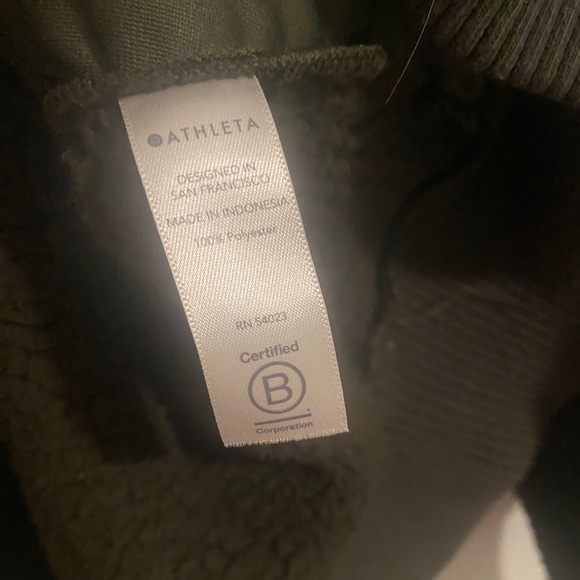 ATHLETA
DESIGNED IN
SAN FRANCISCO
MADE IN INDONESIA
100% Polyester
RN 54023
Certified
B
Corporation